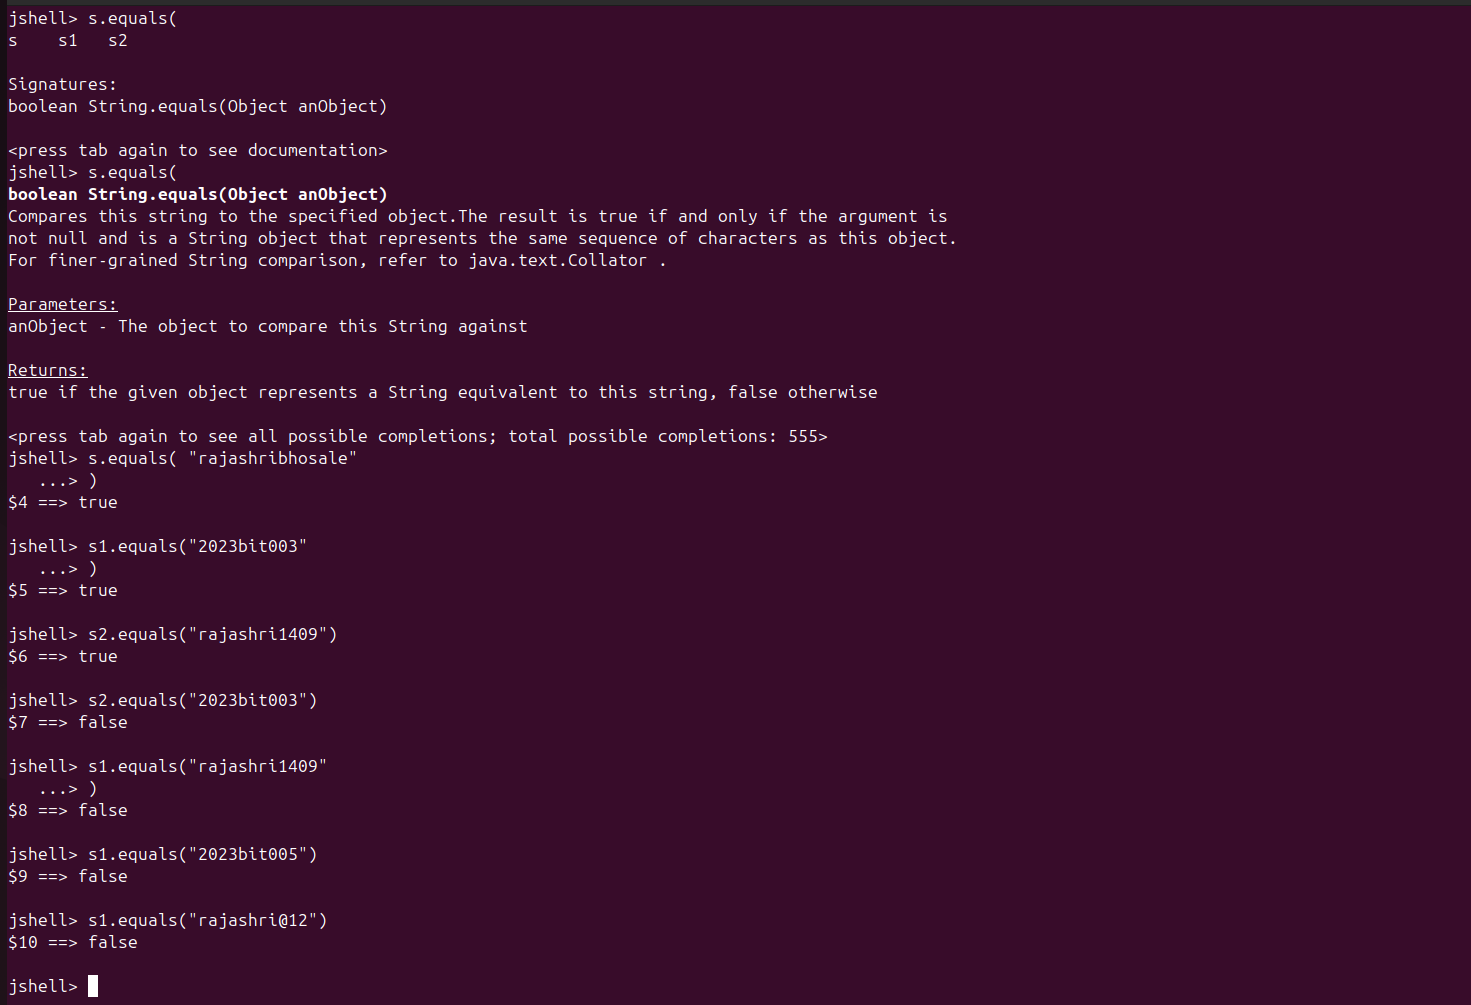 jshell> s.equals(
s    s1   s2
Signatures:
boolean String.equals(Object anObject)
<press tab again to see documentation>
jshell> s.equals(
boolean String.equals(Object anObject)
Compares this string to the specified object.The result is true if and only if the argument is
not null and is a String object that represents the same sequence of characters as this object.
For finer-grained String comparison, refer to java.text.Collator .
Parameters:
anObject - The object to compare this String against
Returns:
true if the given object represents a String equivalent to this string, false otherwise
<press tab again to see all possible completions; total possible completions: 555>
jshell> s.equals( "rajashribhosale"
   ...> )
$4 ==> true
jshell> s1.equals("2023bit003"
   ...> )
$5 ==> true
jshell> s2.equals("rajashri1409")
$6 ==> true
jshell> s2.equals("2023bit003")
$7 ==> false
jshell> s1.equals("rajashri1409"
   ...> )
$8 ==> false
jshell> s1.equals("2023bit005")
$9 ==> false
jshell> s1.equals("rajashri@12")
$10 ==> false
jshell>